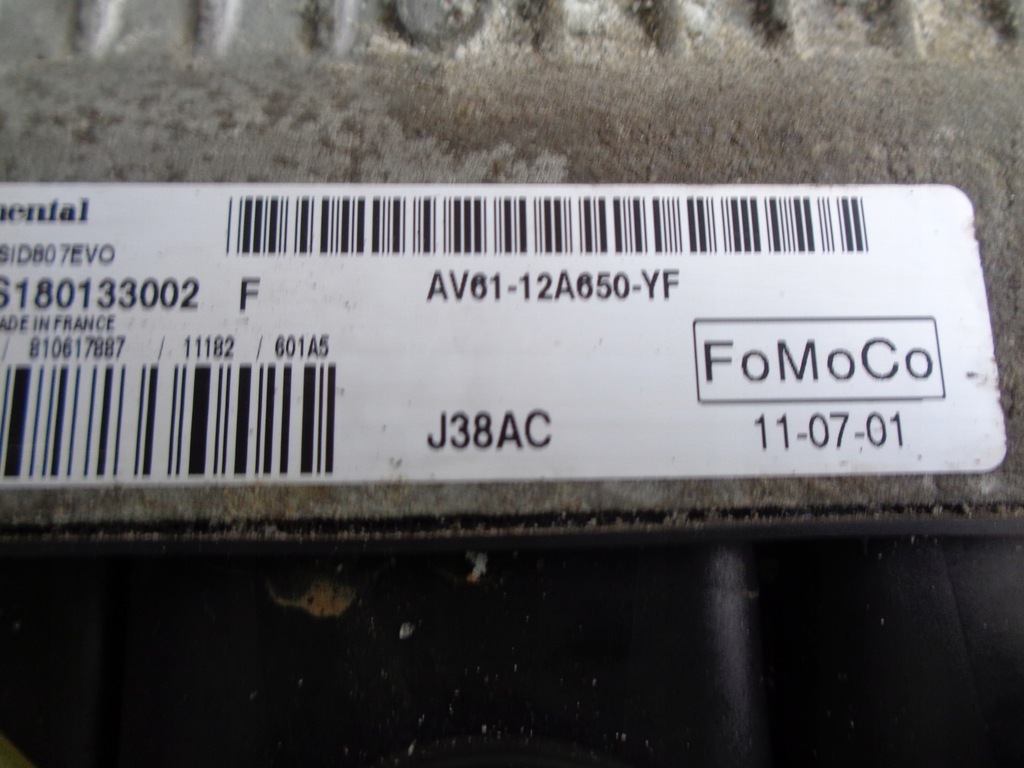 nental
SID807EVO
S180133002 F
ADE IN FRANCE
/ 810617887 / 11182 / 601A5
AV61-12A650-YF
FoMoCo
J38AC
11-07-01